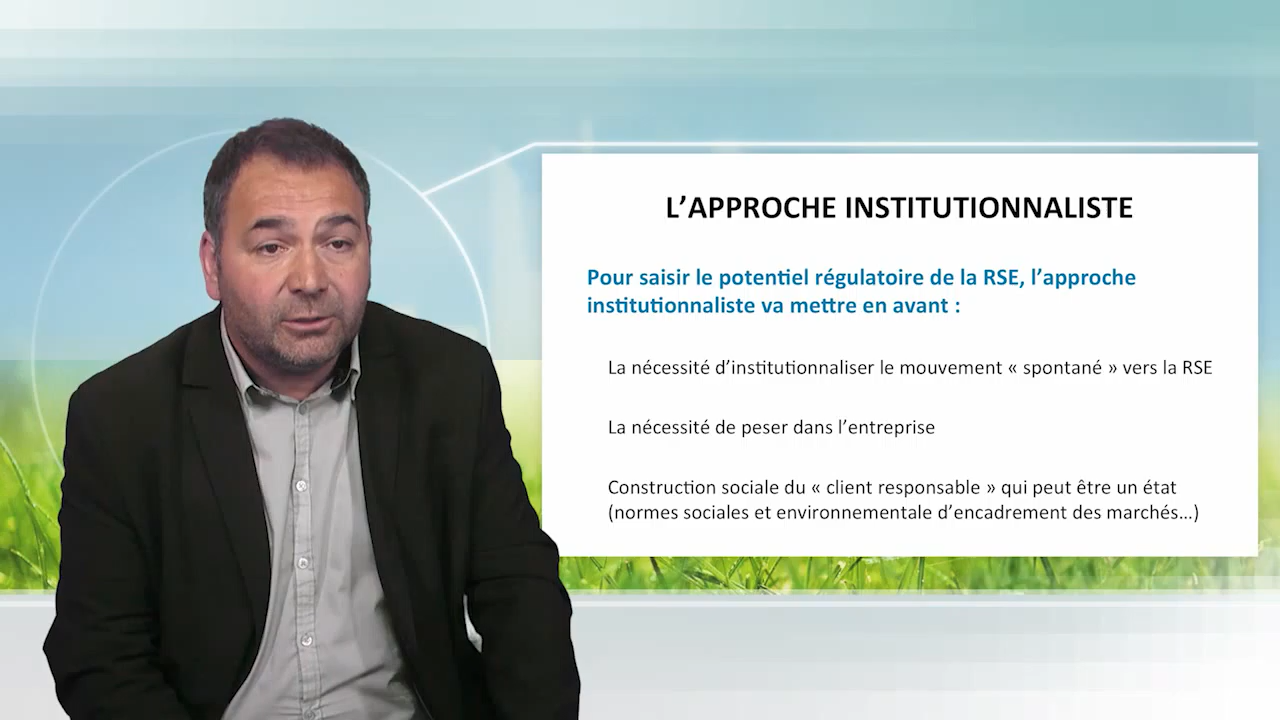 L'APPROCHE INSTITUTIONNALISTE
Pour saisir le potentiel régulatoire de la RSE, l'approche
institutionnaliste va mettre en avant :
La nécessité d'institutionnaliser le mouvement « spontané » vers la RSE
La nécessité de peser dans l'entreprise
Construction sociale du « client responsable » qui peut être un état
(normes sociales et environnementale d'encadrement des marchés…)